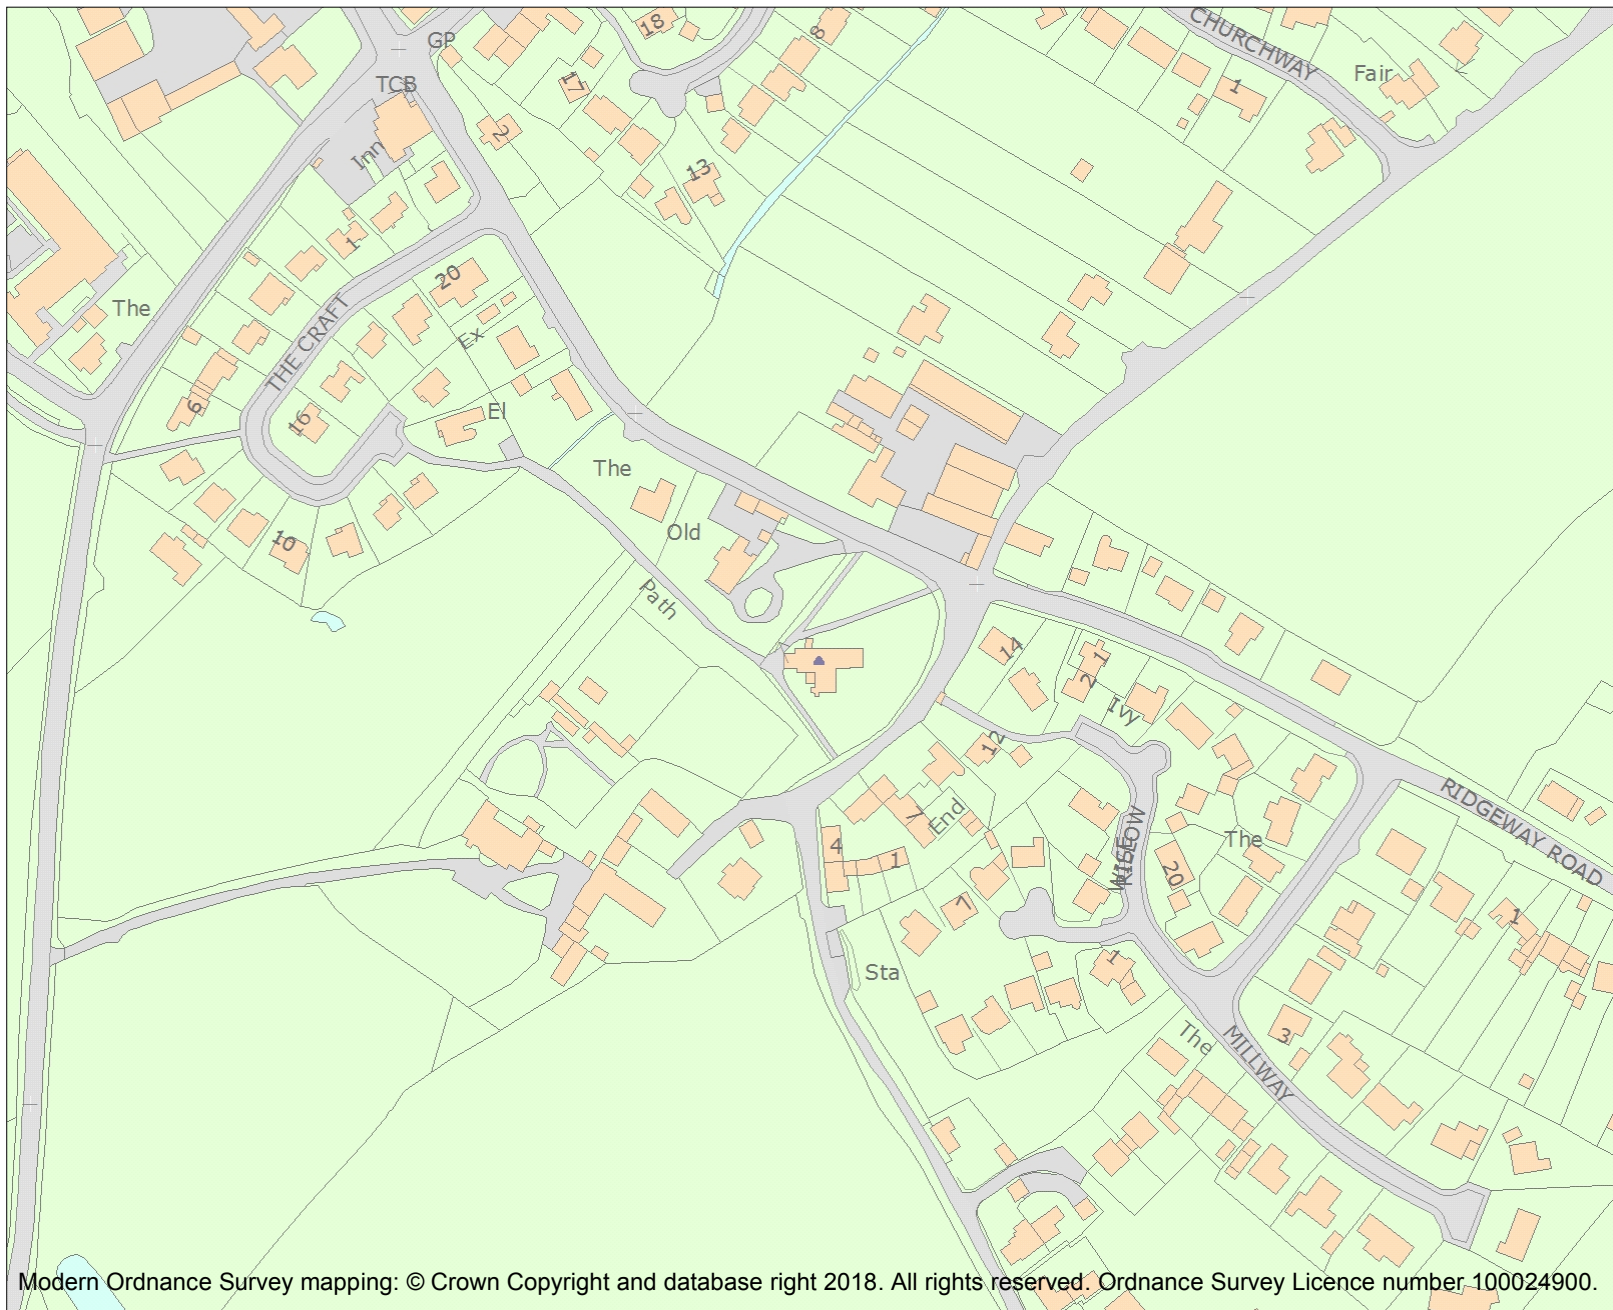 18
8
CHURCHWAY
GP
Fair
TCB
17
1
2
Inn
13
1
20
The
THE CRAFT
Ex
6
16
El
The
10
Old
Path
14
1
2
Ivy
12
RIDGEWAY ROAD
7
End
4
1
The
WILLOW
RISE
20
7
1
1
Sta
The
MILLWAY
3
Modern Ordnance Survey mapping: © Crown Copyright and database right 2018. All rights reserved. Ordnance Survey Licence number 100024900.